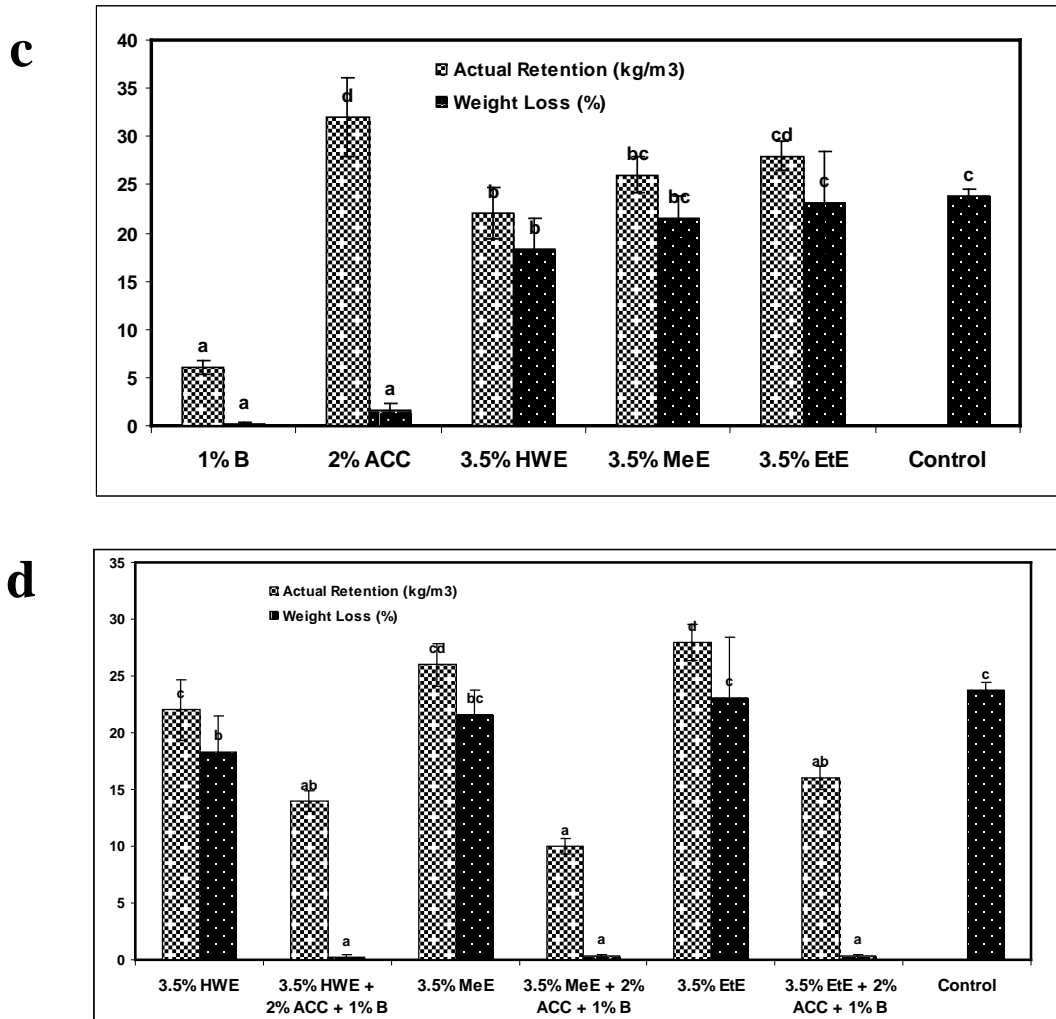 c
40
35
30
25
20
15
10
5
0
Actual Retention (kg/m3)
Weight Loss (%)
a
a
d
a
b
b
bc
bc
cd
c
c
1% B
2% ACC
3.5% HWE
3.5% MeE
3.5% EtE
Control
d
35
30
25
20
15
10
5
0
Actual Retention (kg/m3)
Weight Loss (%)
c
b
ab
a
cd
bc
a
a
d
c
ab
a
c
3.5% HWE
3.5% HWE +
2% ACC + 1% B
3.5% MeE
3.5% MeE + 2%
ACC + 1% B
3.5% EtE
3.5% EtE + 2%
ACC + 1% B
Control